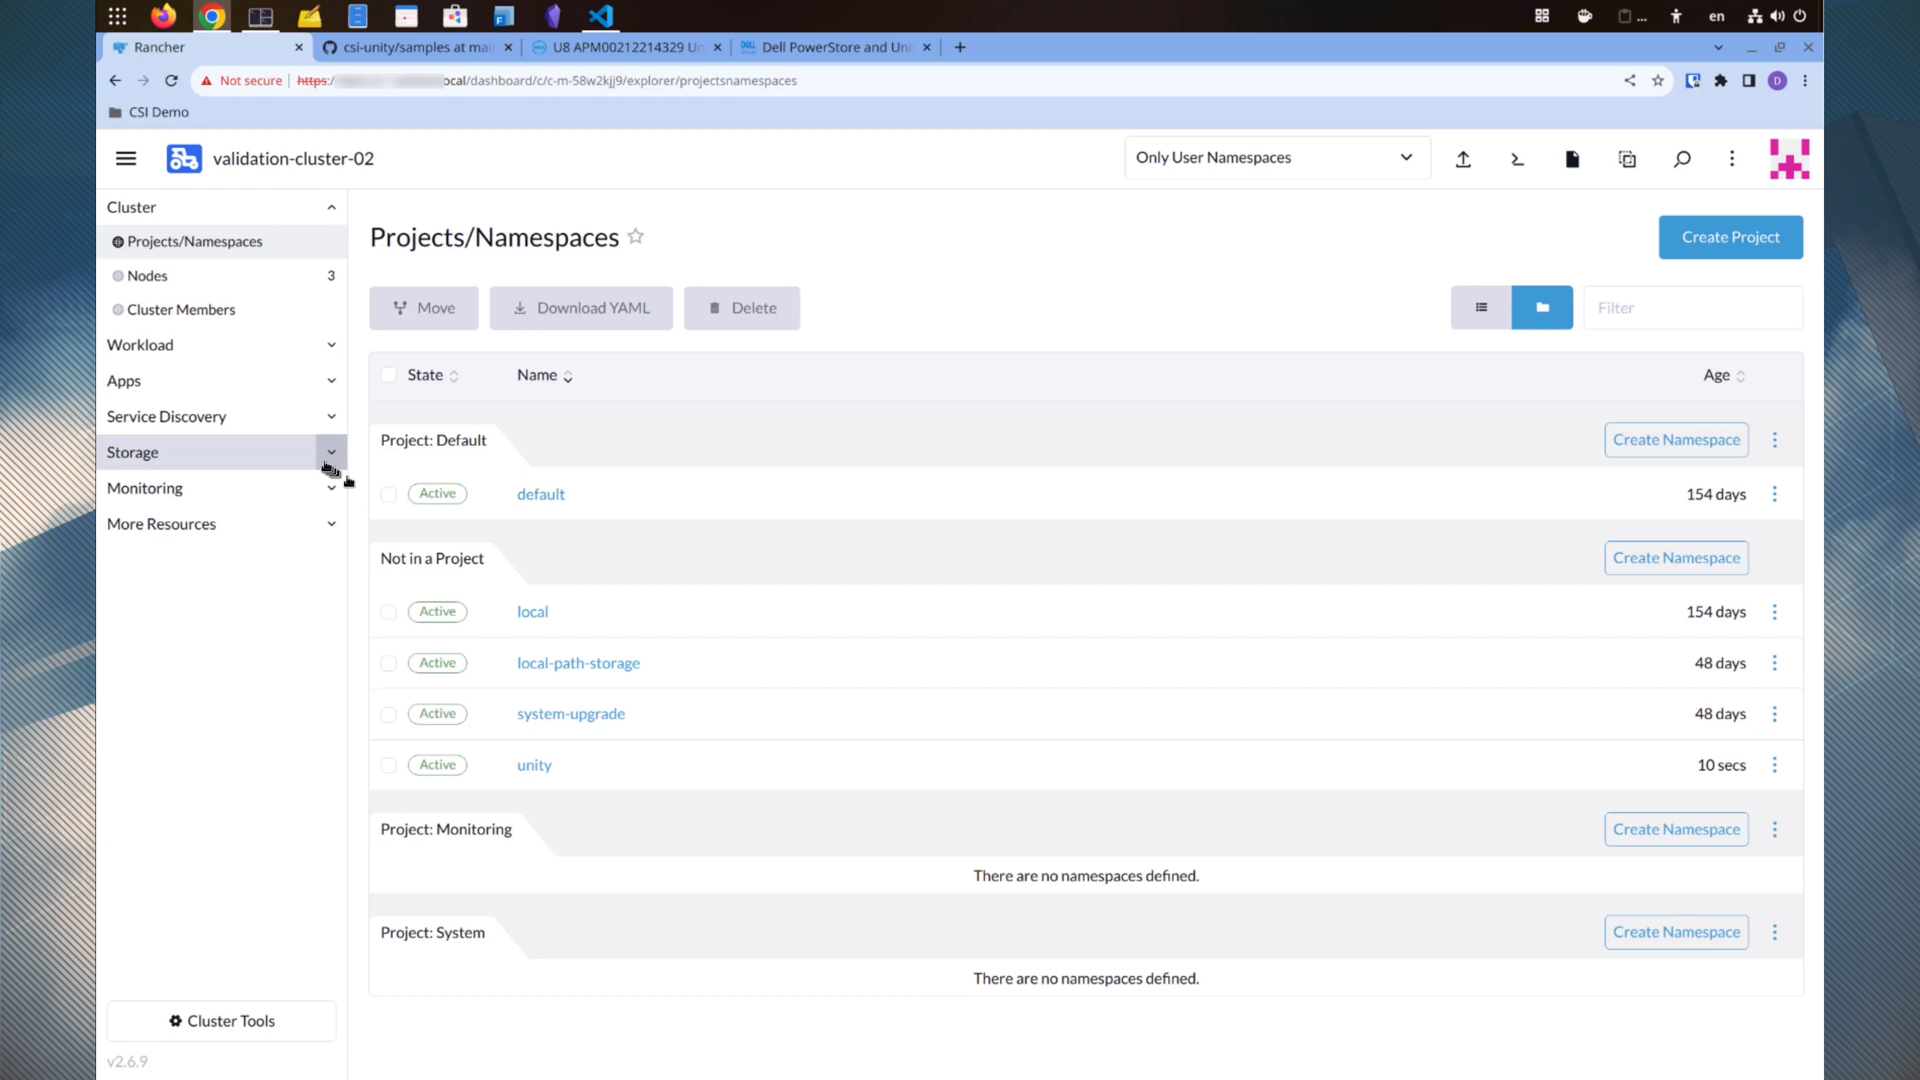 en
Rancher
csi-unity/samples at mai
U8 APM00212214329 Un
Dell PowerStore and Uni
Not secure
https:/
ocal/dashboard/c/c-m-58w2kjj9/explorer/projectsnamespaces
D
CSI Demo
validation-cluster-02
Only User Namespaces
Cluster
Projects/Namespaces
Nodes
3
Cluster Members
Workload
Apps
Service Discovery
Storage
Monitoring
More Resources
Cluster Tools
v2.6.9
Projects/Namespaces
Create Project
Move
Download YAML
Delete
Filter
State
Name
Age
Project: Default
Create Namespace
Active
default
154 days
Not in a Project
Create Namespace
Active
local
154 days
Active
local-path-storage
48 days
Active
system-upgrade
48 days
Active
unity
10 secs
Project: Monitoring
Create Namespace
There are no namespaces defined.
Project: System
Create Namespace
There are no namespaces defined.